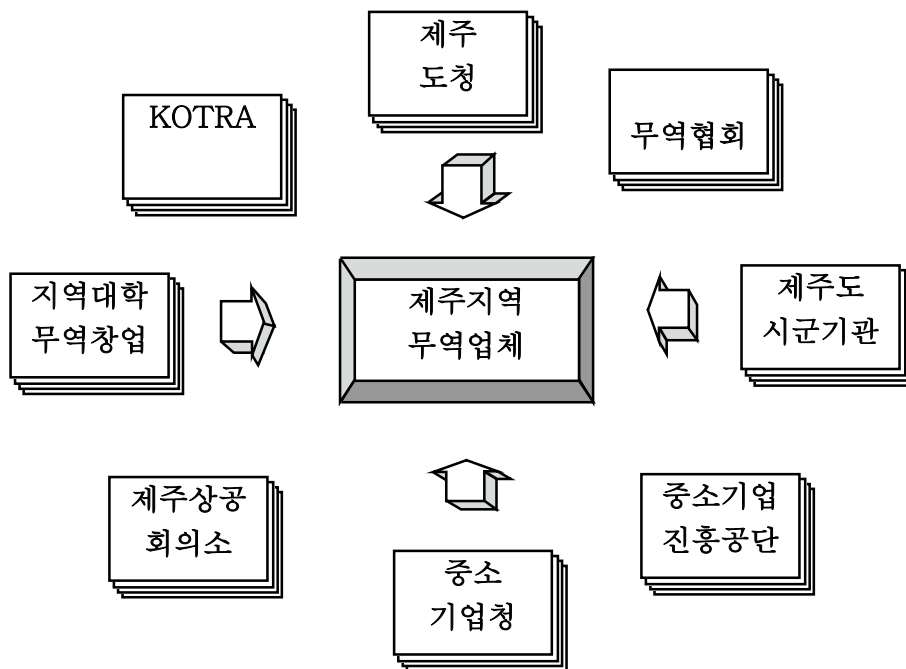 제주
도청
KOTRA
무역협회
지역대학
무역창업
제주지역
무역업체
제주도
시군기관
제주상공
회의소
중소
기업청
중소기업
진흥공단